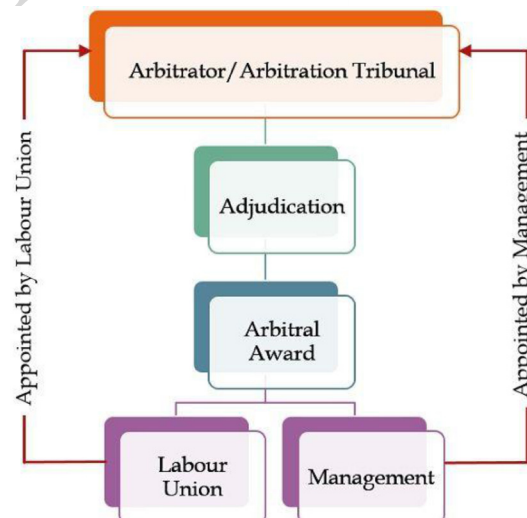 Arbitrator/Arbitration Tribunal
Adjudication
Arbitral
Award
Labour
Union
Management
Appointed by Labour Union
Appointed by Management